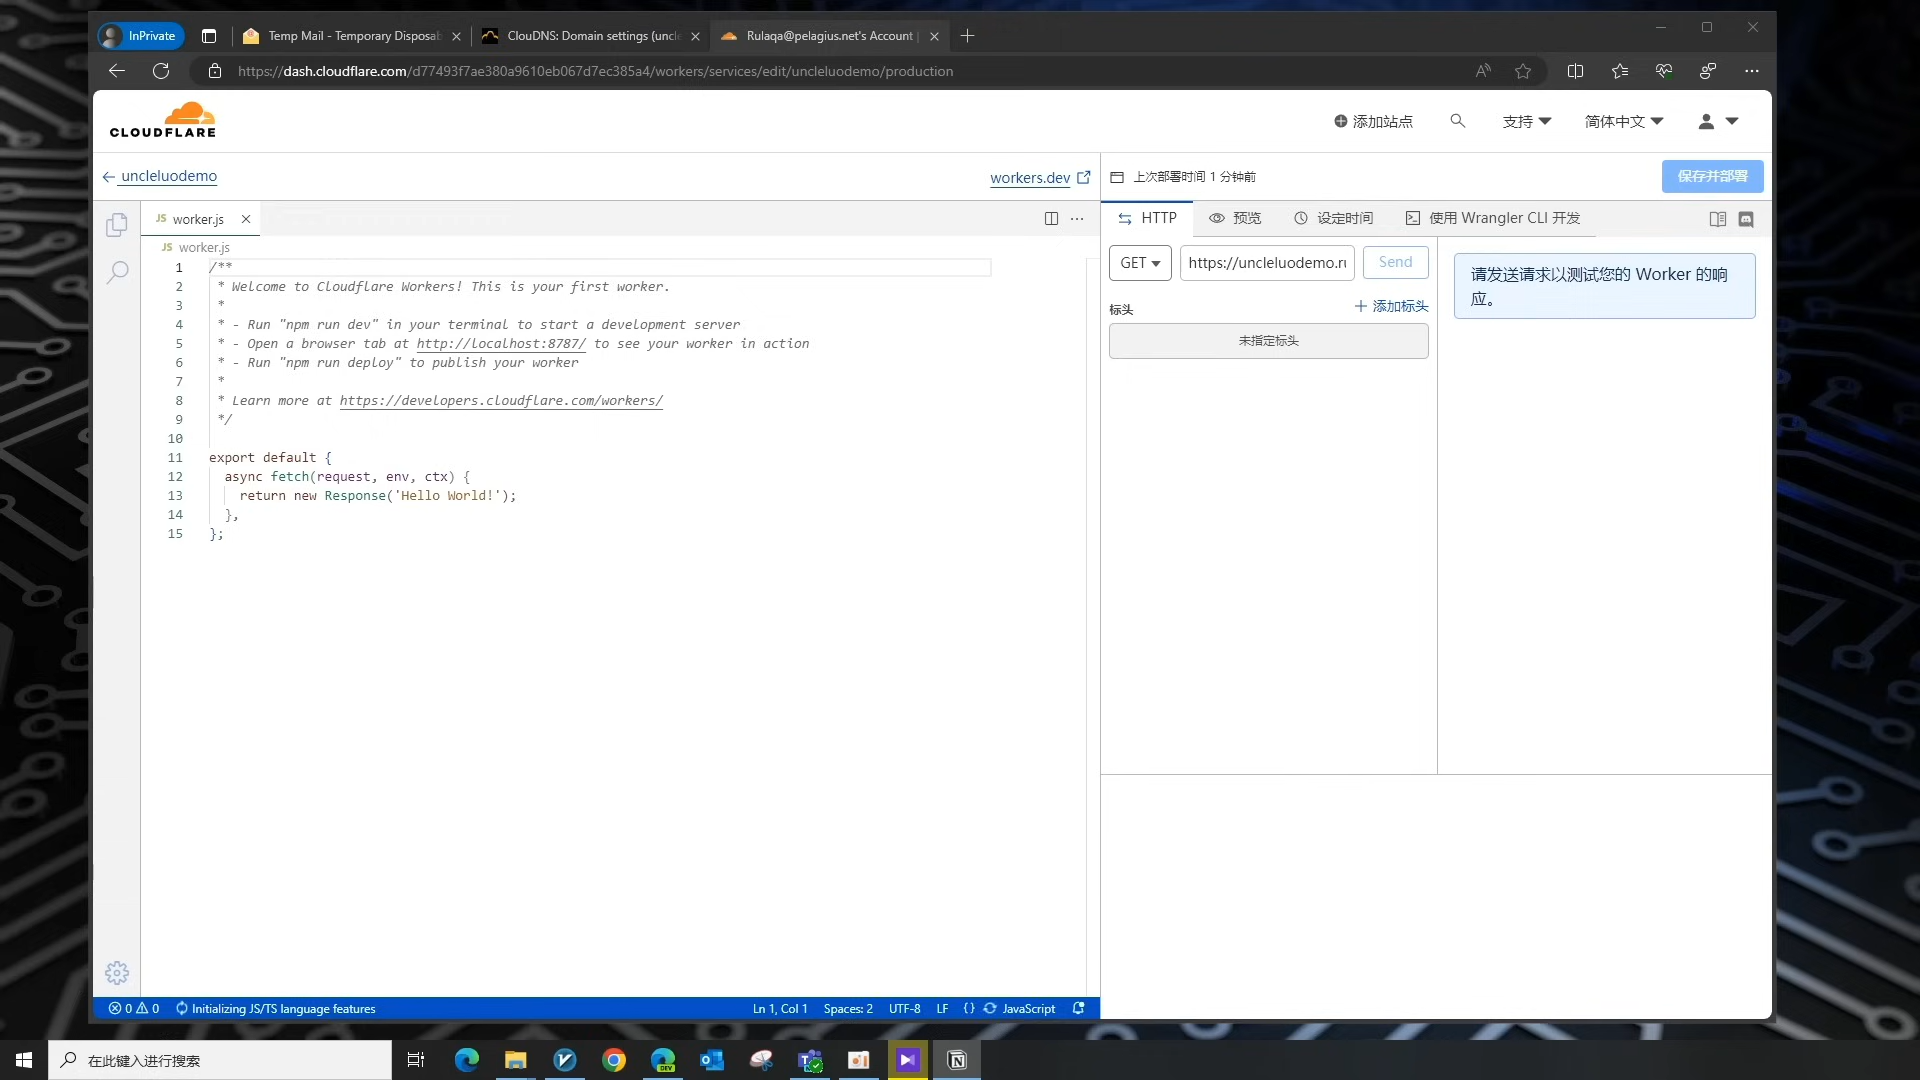 InPrivate
Temp Mail - Temporary Disposab
ClouDNS: Domain settings (uncle
Rulaqa@pelagius.net's Account |
https://dash.cloudflare.com/d77493f7ae380a9610eb067d7ec385a4/workers/services/edit/uncleluodemo/production
CLOUDFLARE
添加站点
支持
简体中文
uncleluodemo
workers.dev
上次部署时间 1 分钟前
保存并部署
JS worker.js
HTTP
预览
设定时间
使用 Wrangler CLI 开发
JS worker.js
1 /**
2 * Welcome to Cloudflare Workers! This is your first worker.
3 *
4 * - Run "npm run dev" in your terminal to start a development server
5 * - Open a browser tab at http://localhost:8787/ to see your worker in action
6 * - Run "npm run deploy" to publish your worker
7 *
8 * Learn more at https://developers.cloudflare.com/workers/
9 */
10
11 export default {
12 async fetch(request, env, ctx) {
13 return new Response('Hello World!');
14 },
15 };
GET
https://uncleluodemo.ru
Send
标头
添加标头
未指定标头
请发送请求以测试您的 Worker 的响
应。
0 0 Initializing JS/TS language features
Ln 1, Col 1
Spaces: 2
UTF-8
LF
{} JavaScript
在此键入进行搜索
DEV